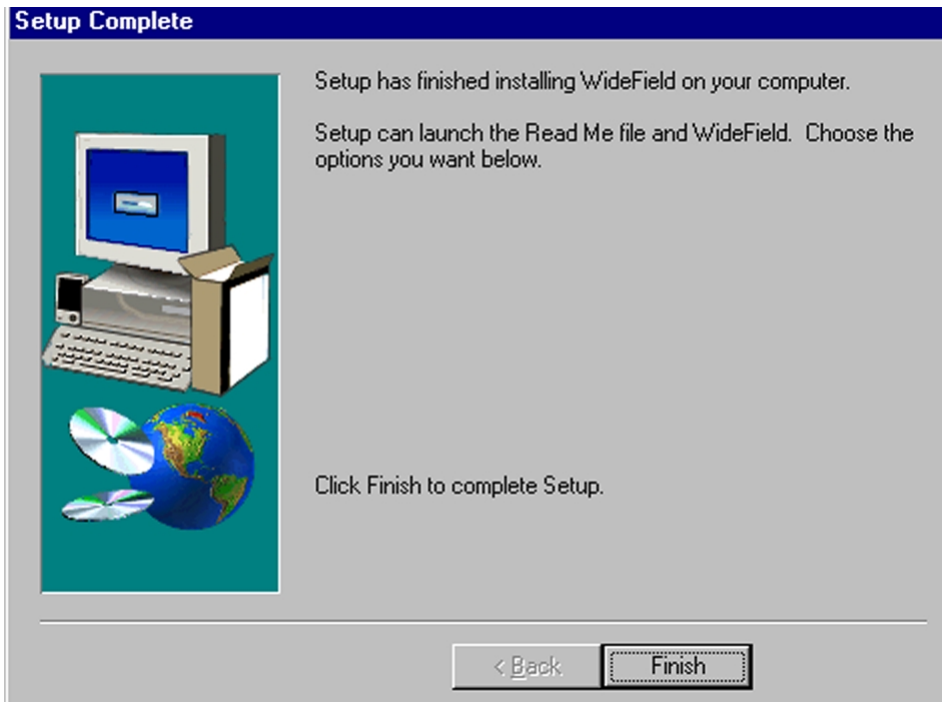 Setup Complete
Setup has finished installing WideField on your computer.
Setup can launch the Read Me file and WideField.  Choose the
options you want below.
Click Finish to complete Setup.
< Back
Finish